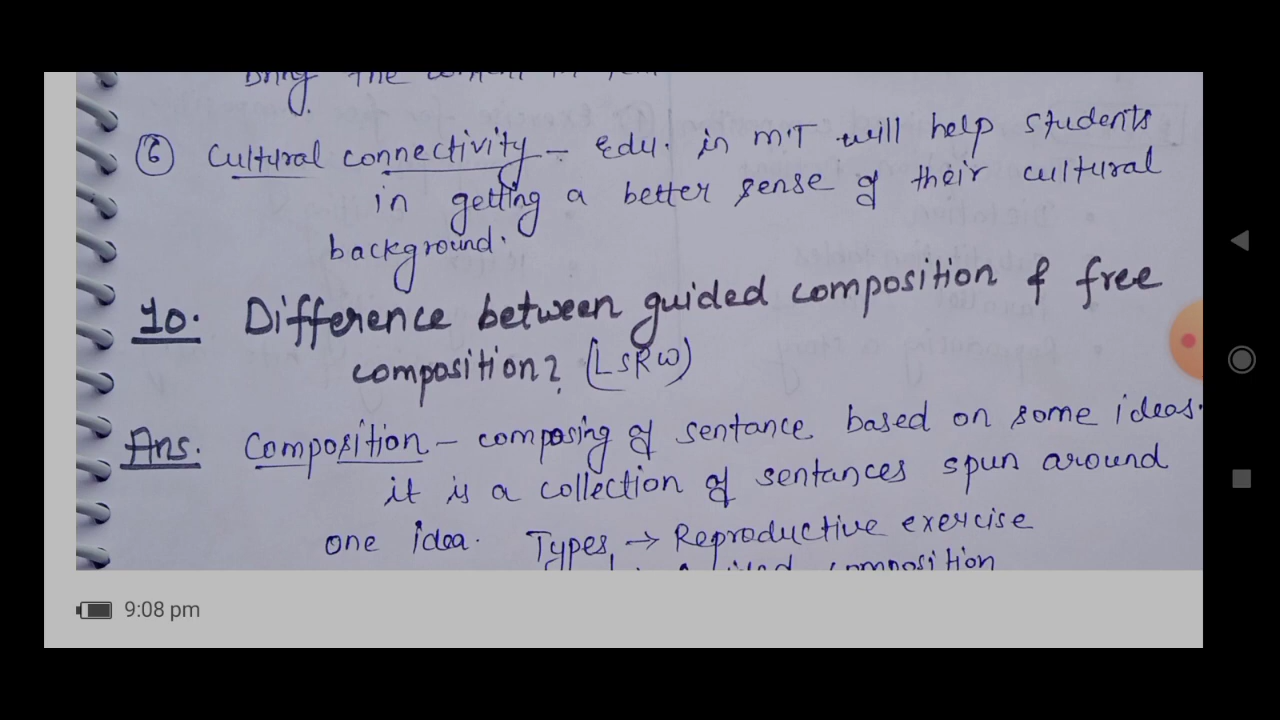 ⑥ Cultural connectivity - Edu. in MT will help students
in getting a better sense of their cultural
background.
10. Difference between guided composition & free
composition? (LSRW)
Ans. Composition - composing of sentance based on some ideas.
it is a collection of sentances spun around
one idea. Types → Reproductive exercise
composition
9:08 pm